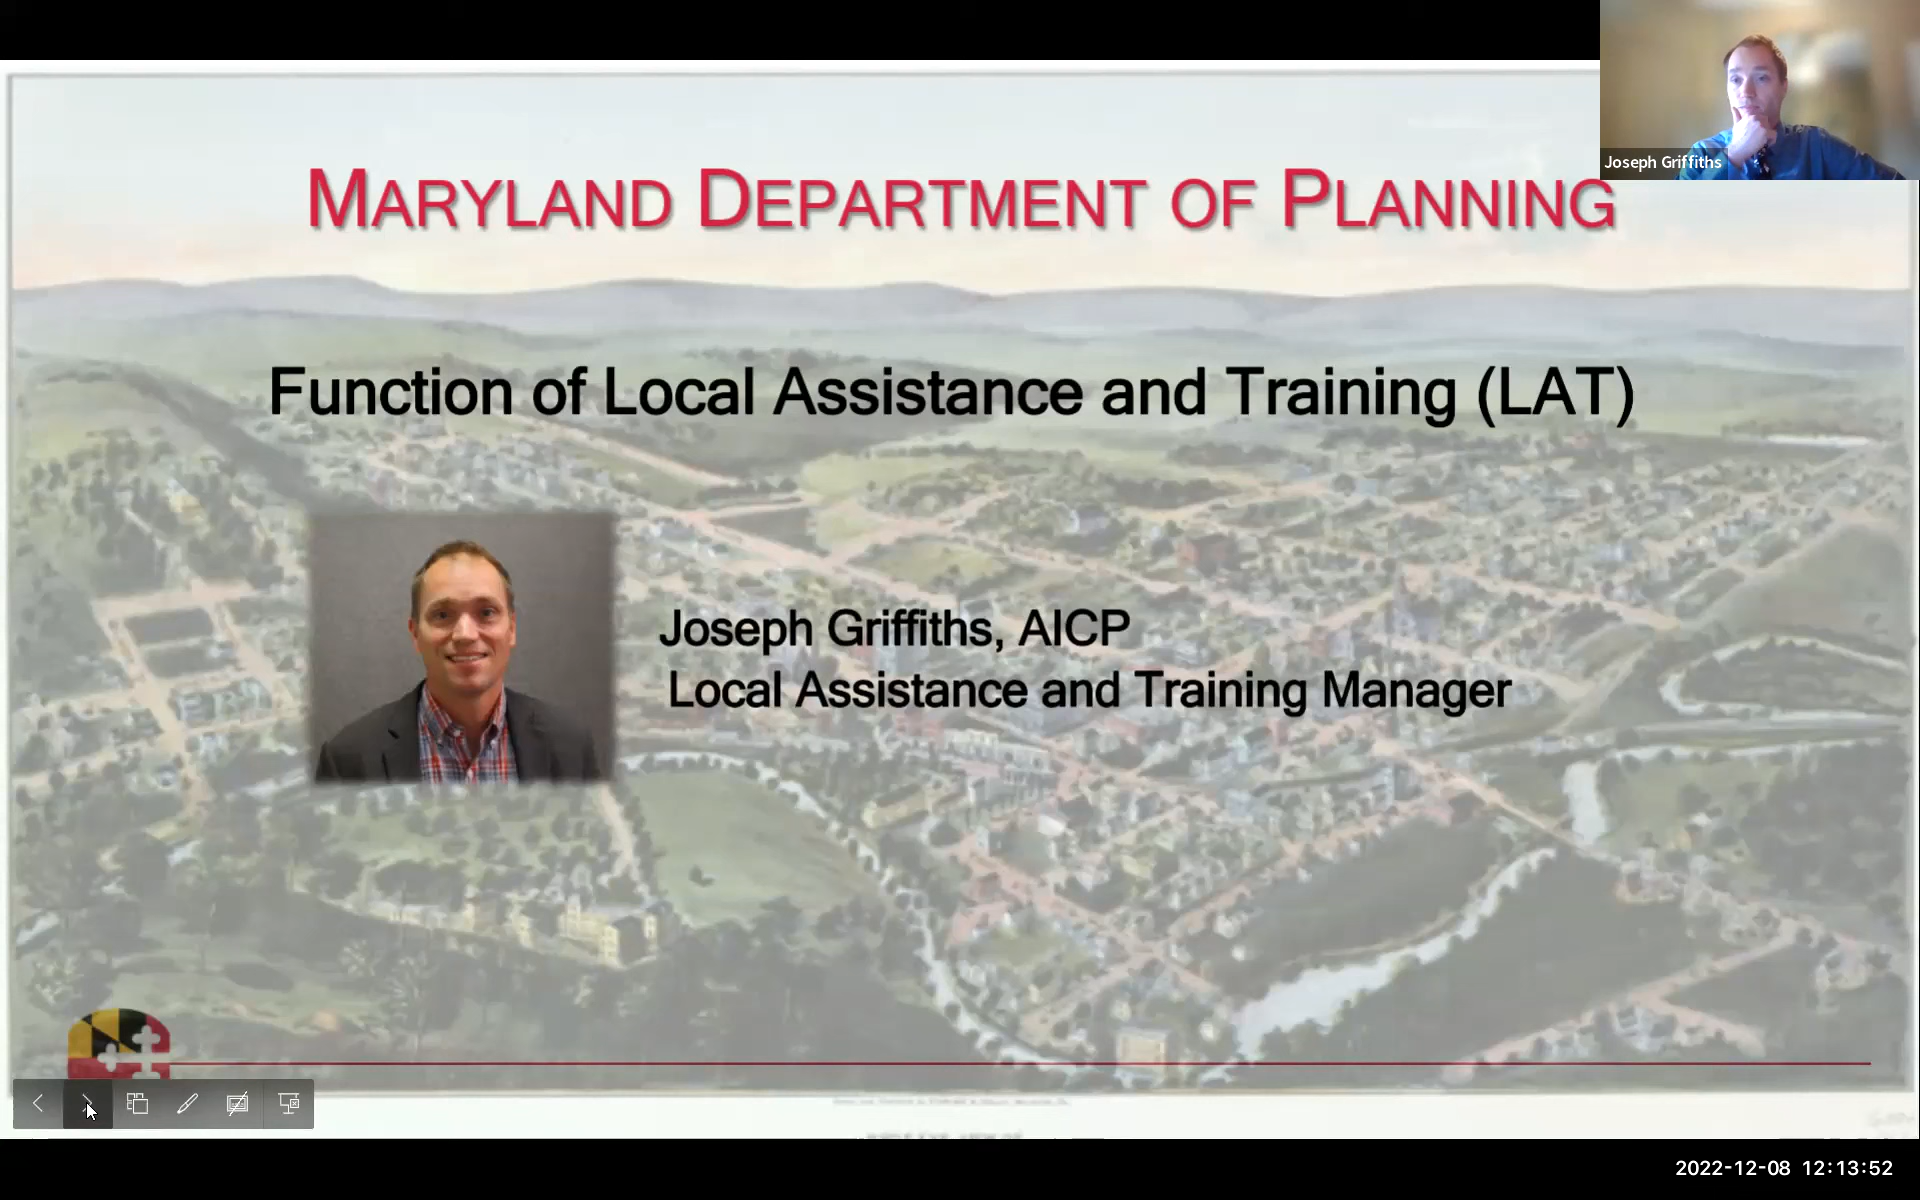 Joseph Griffiths
MARYLAND DEPARTMENT OF PLANNING
Function of Local Assistance and Training (LAT)
Joseph Griffiths, AICP
Local Assistance and Training Manager
2022-12-08 12:13:52